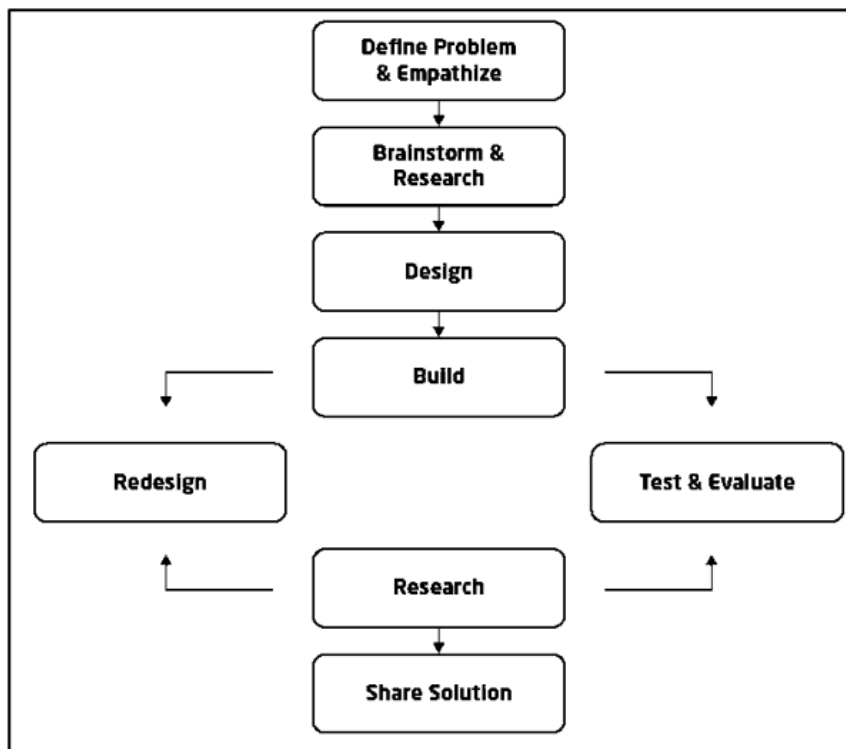 Define Problem
& Empathize
Brainstorm &
Research
Design
Build
Redesign
Test & Evaluate
Research
Share Solution